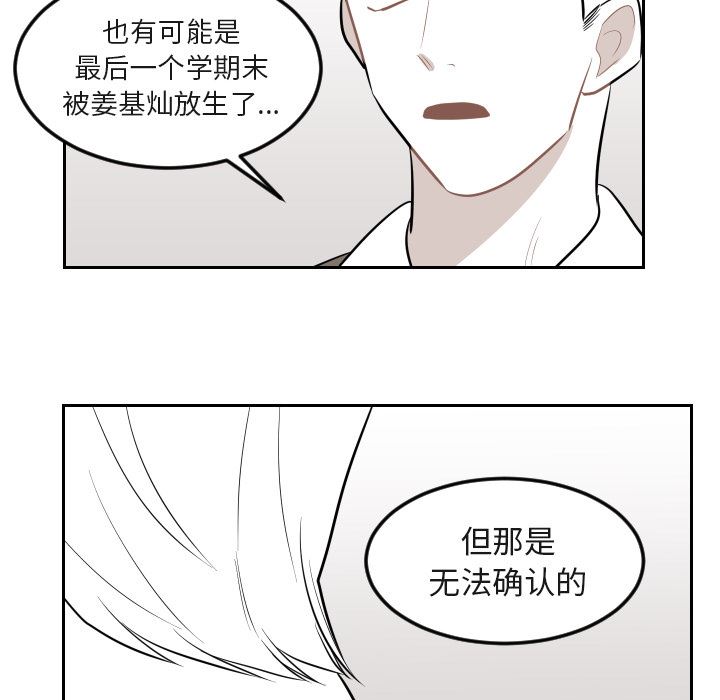 也有可能是
最后一个学期末
被姜基灿放生了...
但那是
无法确认的